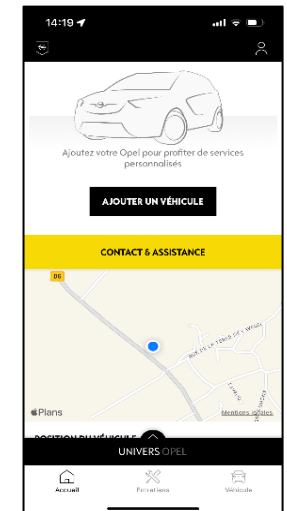 14:19
Ajoutez votre Opel pour profiter de services
personnalisés
AJOUTER UN VÉHICULE
CONTACT & ASSISTANCE
D6
Plans
Mentions légales
POSITION DU VÉHICULE
UNIVERS OPEL
Accueil
Entretiens
Véhicule